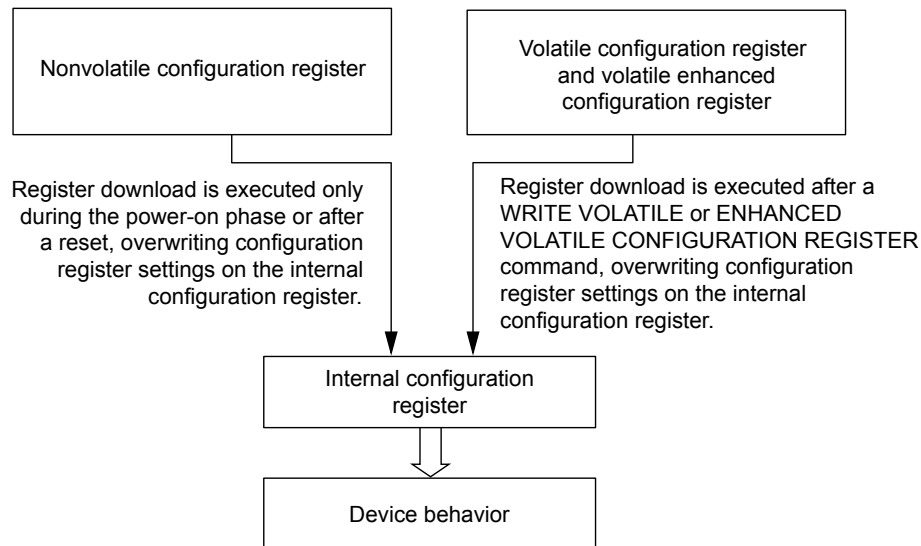 Nonvolatile configuration register
Volatile configuration register
and volatile enhanced
configuration register
Register download is executed only
during the power-on phase or after
a reset, overwriting configuration
register settings on the internal
configuration register.
Register download is executed after a
WRITE VOLATILE or ENHANCED
VOLATILE CONFIGURATION REGISTER
command, overwriting configuration
register settings on the internal
configuration register.
Internal configuration
register
Device behavior